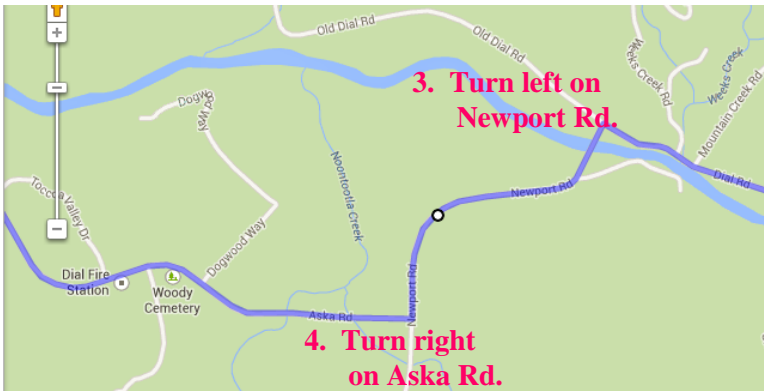 Old Dial Rd
Old Dial Rd
Weeks Creek Rd
Weeks Creek
Mountain Creek Rd
3. Turn left on
Newport Rd.
Dogwood Way
Noontootla Creek
Toccoa Valley Dr
Newport Rd
Dial Rd
Dogwood Way
Newport Rd
Dial Fire
Station
Woody
Cemetery
Aska Rd
4. Turn right
on Aska Rd.